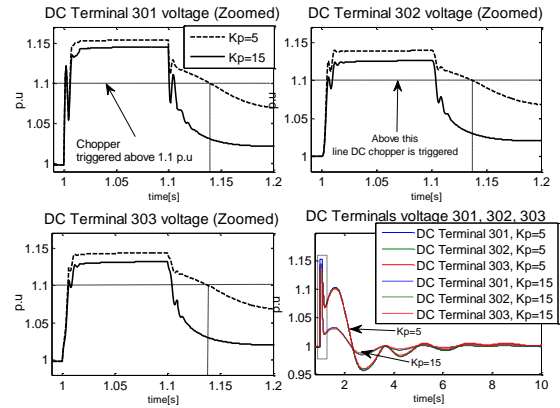 DC Terminal 301 voltage (Zoomed)
p.u
1.15
1.1
1.05
1
Kp=5
Kp=15
Chopper
triggered above 1.1 p.u
1 1.05 1.1 1.15 1.2
time[s]
DC Terminal 302 voltage (Zoomed)
p.u
1.15
1.1
1.05
1
Above this
line DC chopper is triggered
1 1.05 1.1 1.15 1.2
time[s]
DC Terminal 303 voltage (Zoomed)
p.u
1.15
1.1
1.05
1
1 1.05 1.1 1.15 1.2
time[s]
DC Terminals voltage 301, 302, 303
p.u
1.15
1.1
1.05
1
0.95
DC Terminal 301, Kp=5
DC Terminal 302, Kp=5
DC Terminal 303, Kp=5
DC Terminal 301, Kp=15
DC Terminal 302, Kp=15
DC Terminal 303, Kp=15
Kp=5
Kp=15
2 4 6 8 10
time[s]